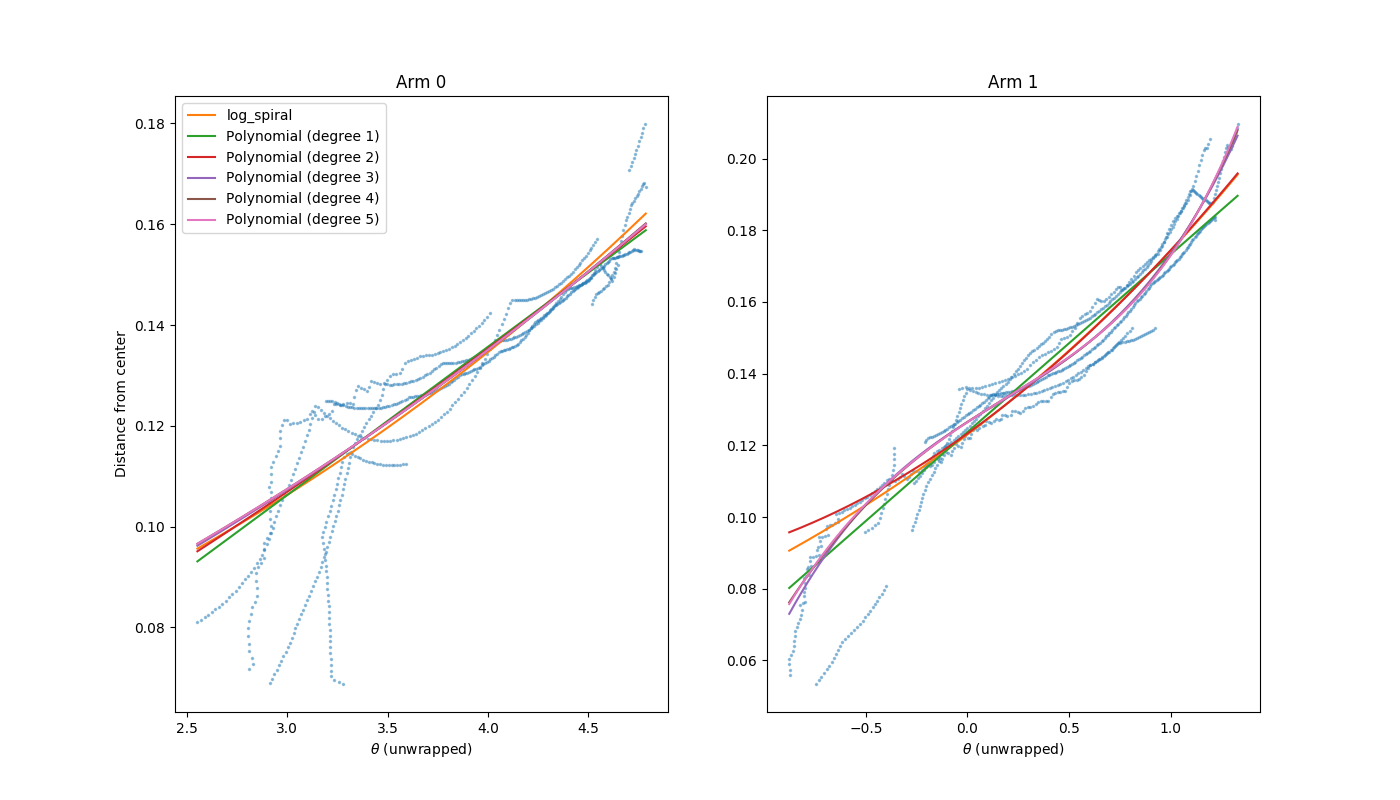 Arm 0
Arm 1
log_spiral
Polynomial (degree 1)
Polynomial (degree 2)
Polynomial (degree 3)
Polynomial (degree 4)
Polynomial (degree 5)
Distance from center
0.18
0.16
0.14
0.12
0.10
0.08
2.5 3.0 3.5 4.0 4.5
θ (unwrapped)
0.20
0.18
0.16
0.14
0.12
0.10
0.08
0.06
−0.5 0.0 0.5 1.0
θ (unwrapped)